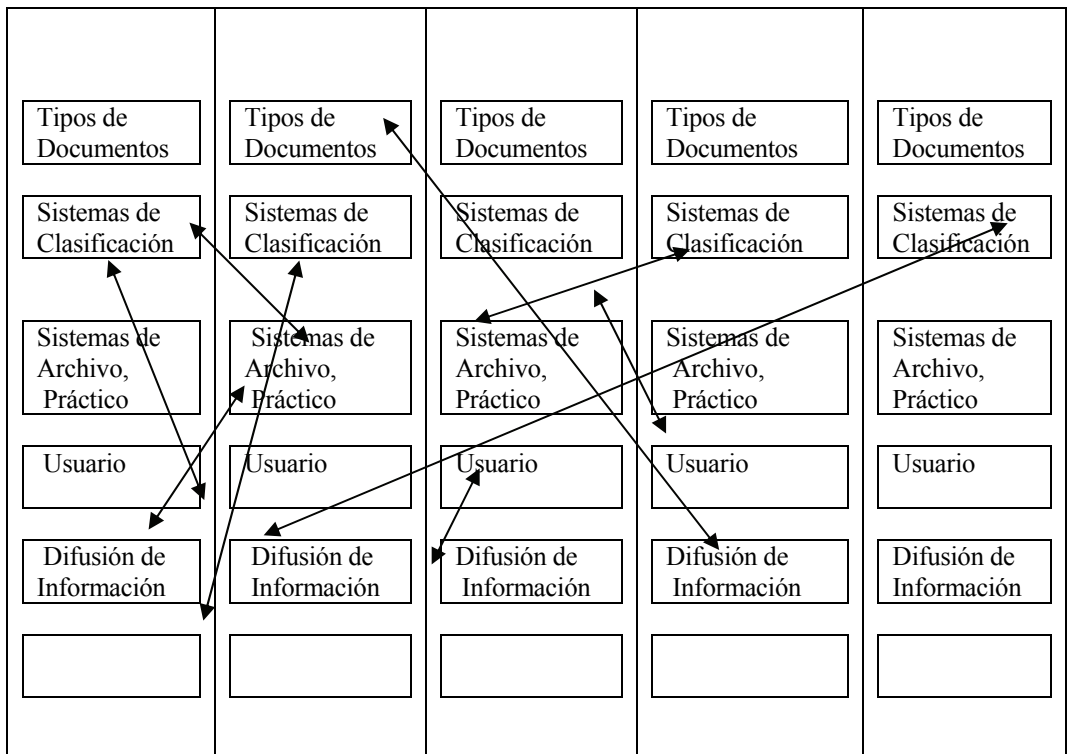 Tipos de
Documentos
Sistemas de
Clasificación
Sistemas de
Archivo,
Práctico
Usuario
Difusión de
Información
Tipos de
Documentos
Sistemas de
Clasificación
Sistemas de
Archivo,
Práctico
Usuario
Difusión de
Información
Tipos de
Documentos
Sistemas de
Clasificación
Sistemas de
Archivo,
Práctico
Usuario
Difusión de
Información
Tipos de
Documentos
Sistemas de
Clasificación
Sistemas de
Archivo,
Práctico
Usuario
Difusión de
Información
Tipos de
Documentos
Sistemas de
Clasificación
Sistemas de
Archivo,
Práctico
Usuario
Difusión de
Información